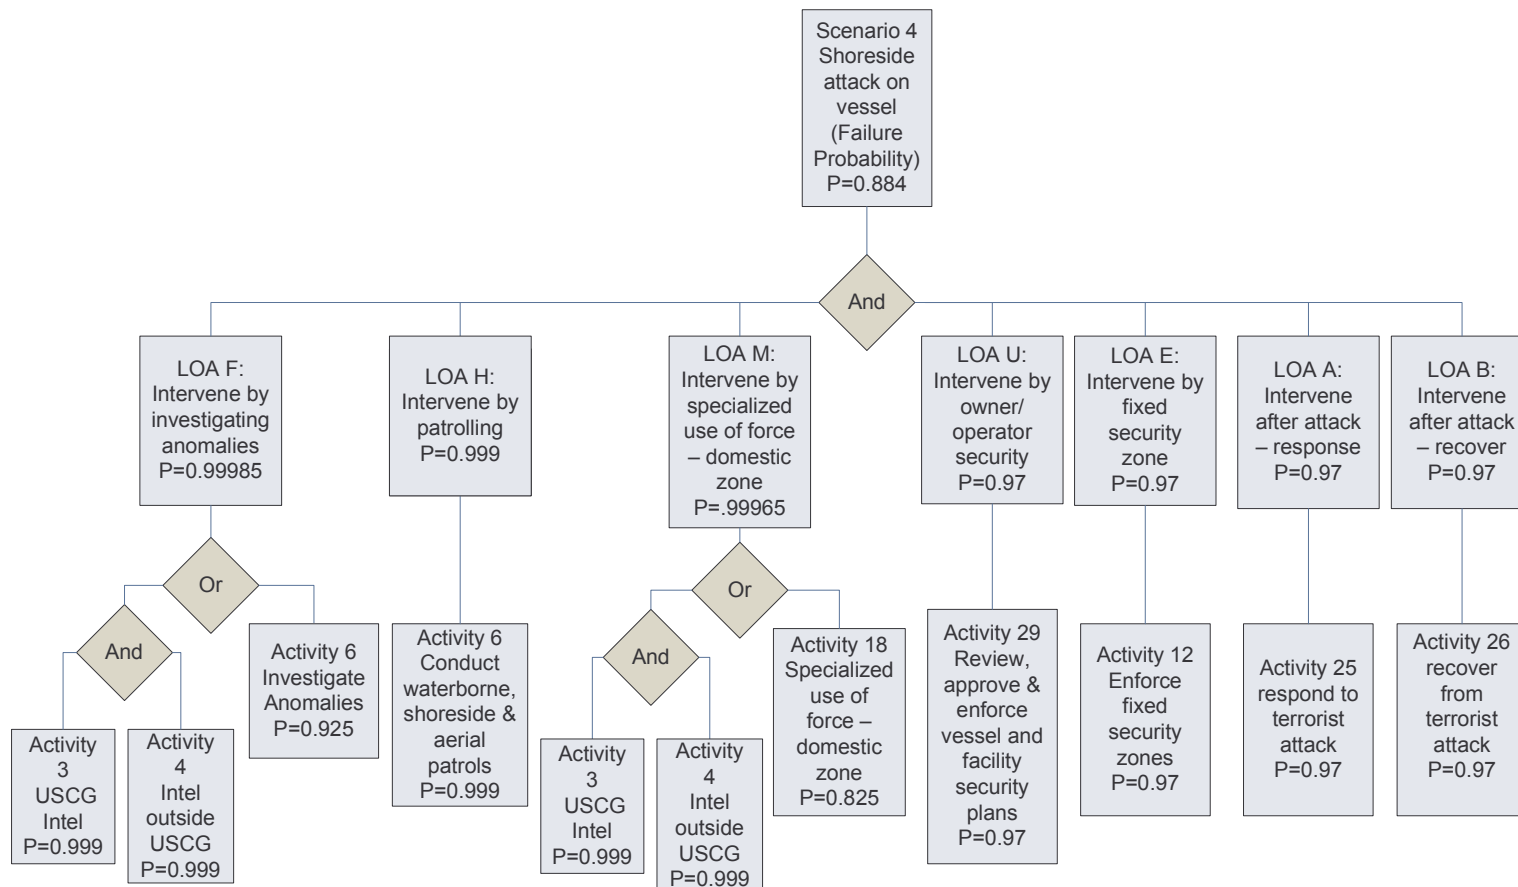 Scenario 4
Shoreside
attack on
vessel
(Failure
Probability)
P=0.884
And
LOA F:
Intervene by
investigating
anomalies
P=0.99985
LOA H:
Intervene by
patrolling
P=0.999
LOA M:
Intervene by
specialized
use of force
– domestic
zone
P=.99965
LOA U:
Intervene by
owner/
operator
security
P=0.97
LOA E:
Intervene by
fixed
security
zone
P=0.97
LOA A:
Intervene
after attack
– response
P=0.97
LOA B:
Intervene
after attack
– recover
P=0.97
Or
And
Activity
3
USCG
Intel
P=0.999
Activity
4
Intel
outside
USCG
P=0.999
Activity 6
Investigate
Anomalies
P=0.925
Activity 6
Conduct
waterborne,
shoreside &
aerial
patrols
P=0.999
Or
And
Activity
3
USCG
Intel
P=0.999
Activity
4
Intel
outside
USCG
P=0.999
Activity 18
Specialized
use of
force –
domestic
zone
P=0.825
Activity 29
Review,
approve &
enforce
vessel and
facility
security
plans
P=0.97
Activity 12
Enforce
fixed
security
zones
P=0.97
Activity 25
respond to
terrorist
attack
P=0.97
Activity 26
recover
from
terrorist
attack
P=0.97